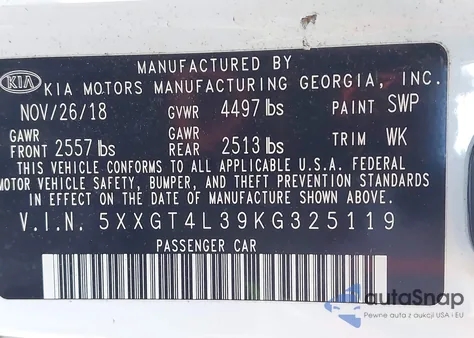 MANUFACTURED BY
KIA KIA MOTORS MANUFACTURING GEORGIA, INC.
NOV/26/18 GVWR 4497 lbs PAINT SWP
GAWR GAWR
FRONT 2557 lbs REAR 2513 lbs TRIM WK
THIS VEHICLE CONFORMS TO ALL APPLICABLE U.S.A. FEDERAL
MOTOR VEHICLE SAFETY, BUMPER, AND THEFT PREVENTION STANDARDS
IN EFFECT ON THE DATE OF MANUFACTURE SHOWN ABOVE.
V.I.N. 5XXGT4L39KG325119
PASSENGER CAR
autoSnap
Pewne auta z aukcji USA i EU